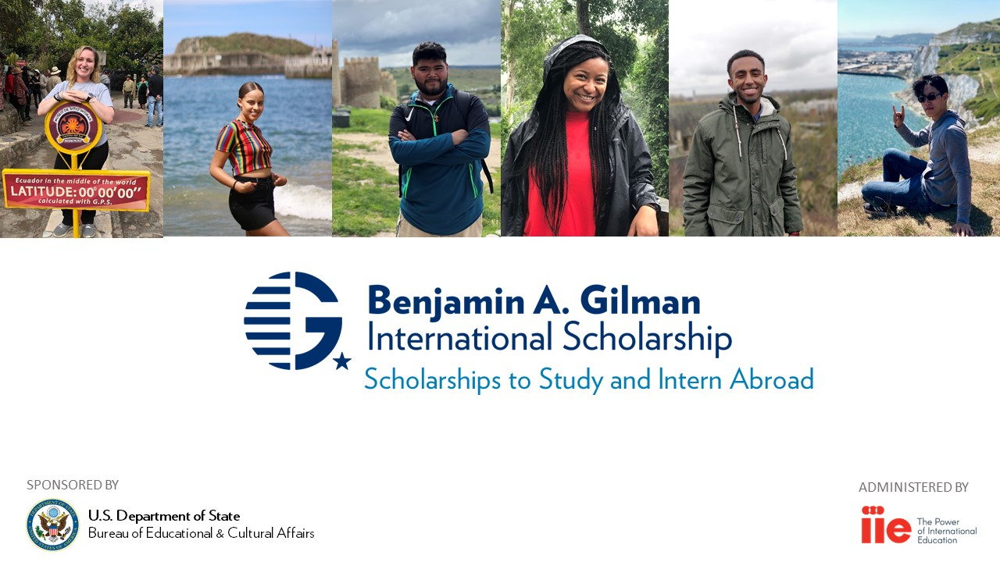 Ecuador in the middle of the world
LATITUDE: 00°00'00"
calculated with G.P.S.
Benjamin A. Gilman
International Scholarship
Scholarships to Study and Intern Abroad
SPONSORED BY
U.S. Department of State
Bureau of Educational & Cultural Affairs
ADMINISTERED BY
iie
The Power
of International
Education